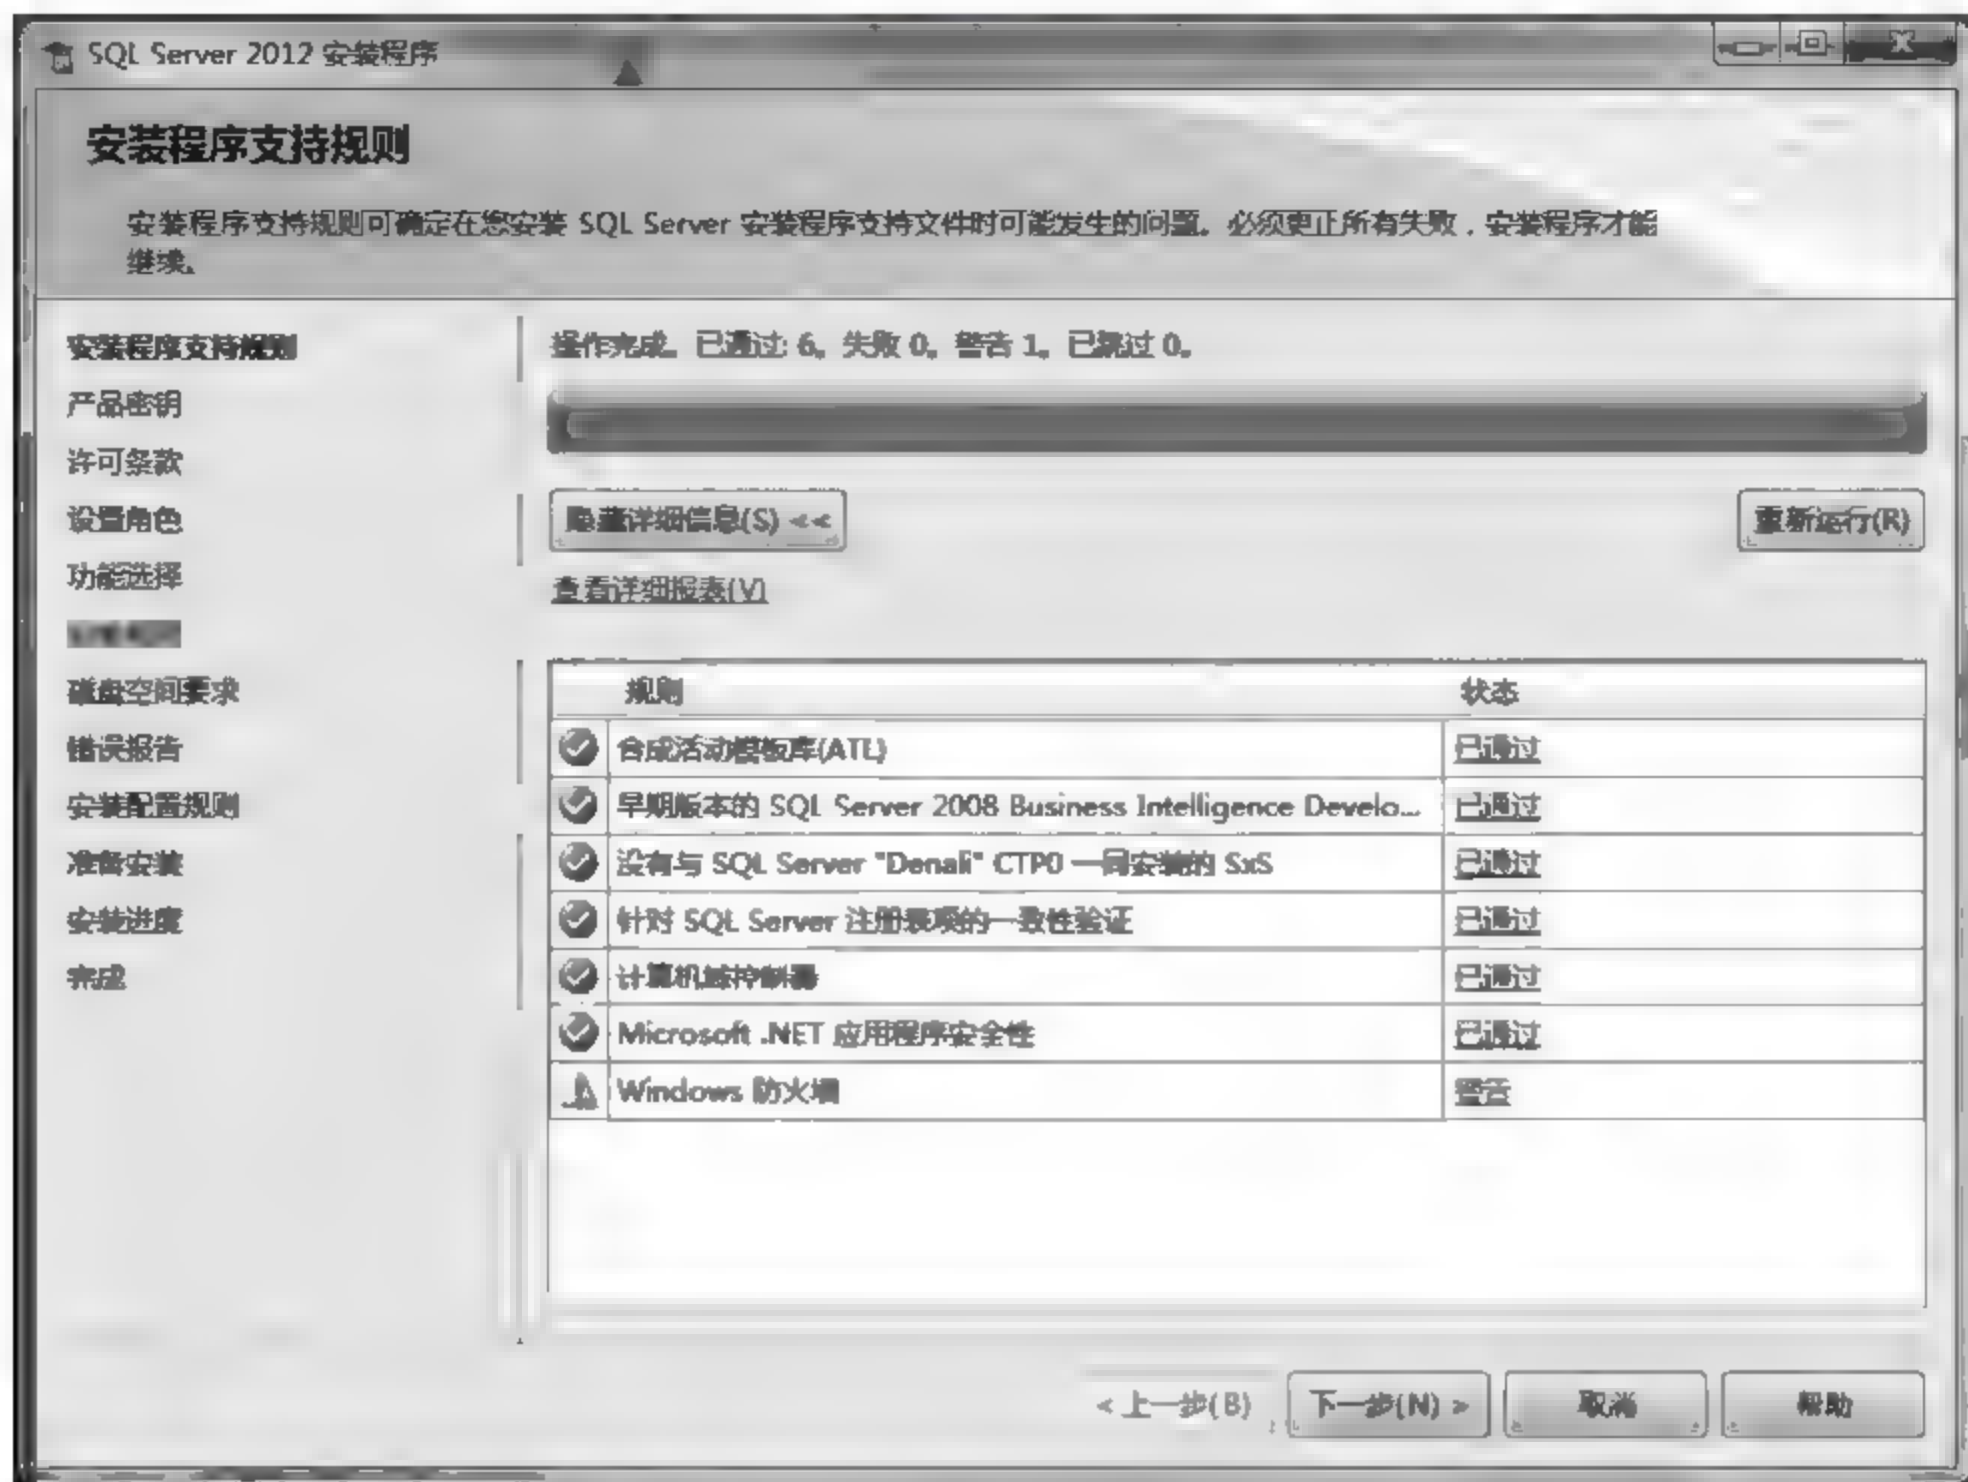 SQL Server 2012 安装程序
安装程序支持规则
安装程序支持规则可确定在您安装 SQL Server 安装程序支持文件时可能发生的问题。必须更正所有失败，安装程序才能
继续。
安装程序支持规则
产品密钥
许可条款
设置角色
功能选择
磁盘空间要求
错误报告
安装配置规则
准备安装
安装进度
完成
操作完成。已通过: 6。失败 0。警告 1。已跳过 0。
隐藏详细信息(S) <<
重新运行(R)
查看详细报表(V)
规则 状态
合成活动模板库(ATL) 已通过
早期版本的 SQL Server 2008 Business Intelligence Develo... 已通过
没有与 SQL Server "Denali" CTP0 一同安装的 SxS 已通过
针对 SQL Server 注册表项的一致性验证 已通过
计算机域控制器 已通过
Microsoft .NET 应用程序安全性 已通过
Windows 防火墙 警告
< 上一步(B) 下一步(N) > 取消 帮助